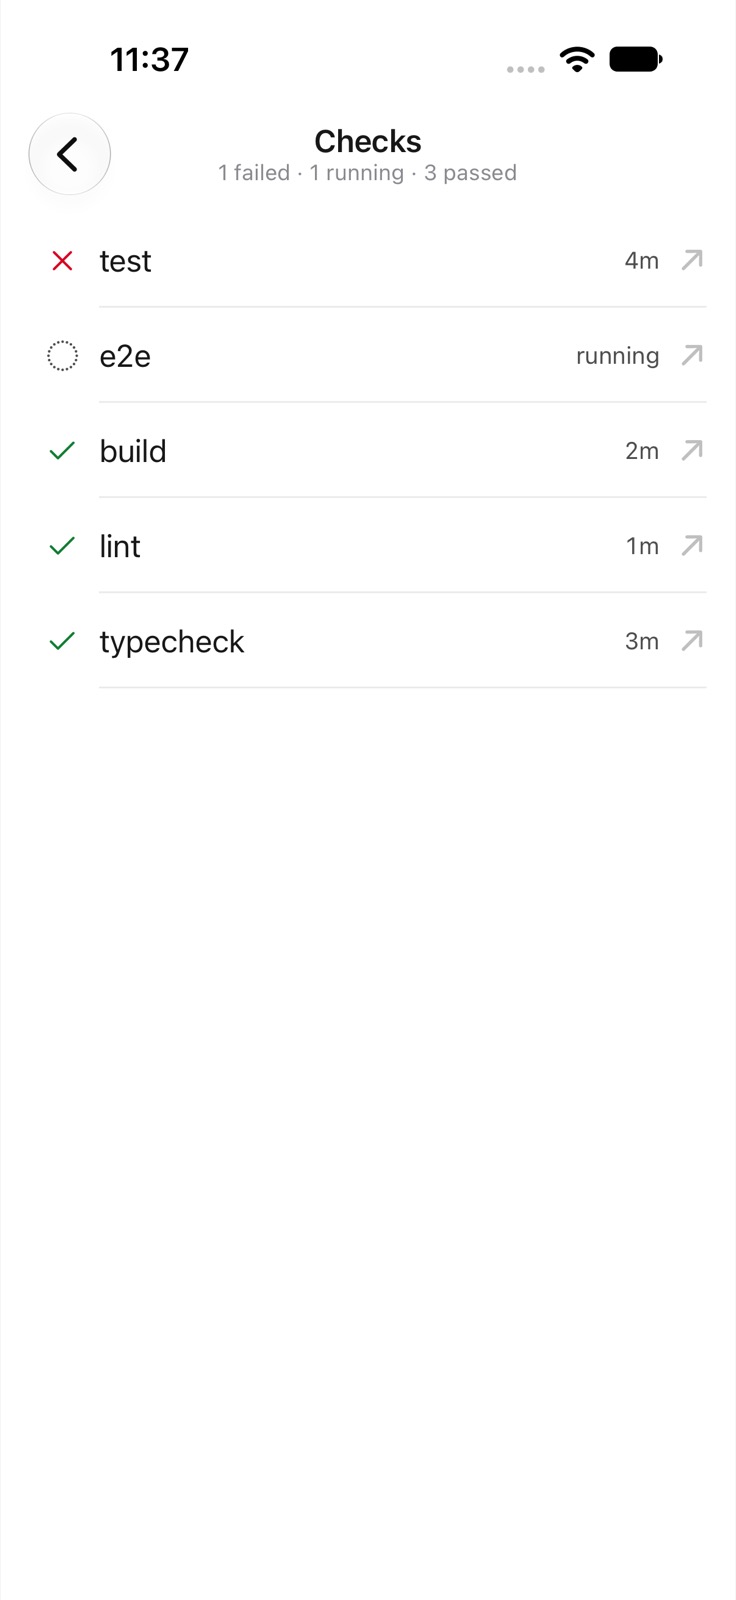 11:37
Checks
1 failed · 1 running · 3 passed
test 4m
e2e running
build 2m
lint 1m
typecheck 3m